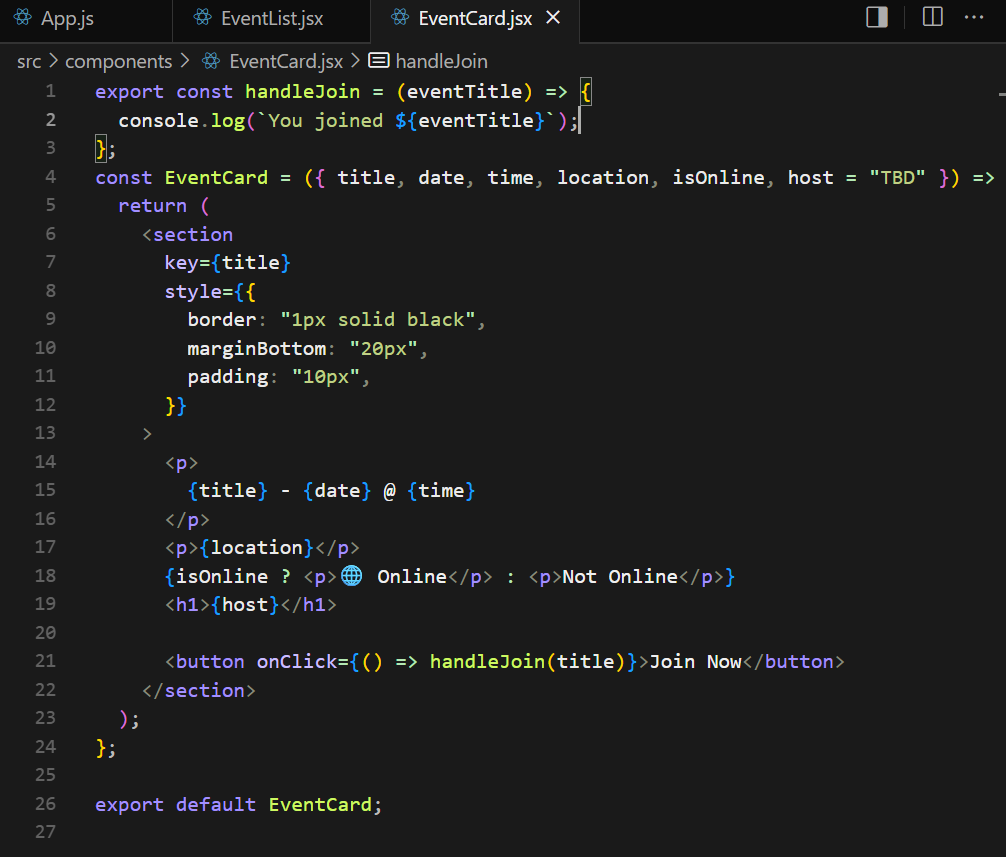 App.js EventList.jsx EventCard.jsx
src > components > EventCard.jsx > handleJoin
1 export const handleJoin = (eventTitle) => {
2   console.log(`You joined ${eventTitle}`);
3 };
4 const EventCard = ({ title, date, time, location, isOnline, host = "TBD" }) =>
5   return (
6     <section
7       key={title}
8       style={{
9         border: "1px solid black",
10         marginBottom: "20px",
11         padding: "10px",
12       }}
13     >
14       <p>
15         {title} - {date} @ {time}
16       </p>
17       <p>{location}</p>
18       {isOnline ? <p>🌐 Online</p> : <p>Not Online</p>}
19       <h1>{host}</h1>
20
21       <button onClick={() => handleJoin(title)}>Join Now</button>
22     </section>
23   );
24 };
25
26 export default EventCard;
27